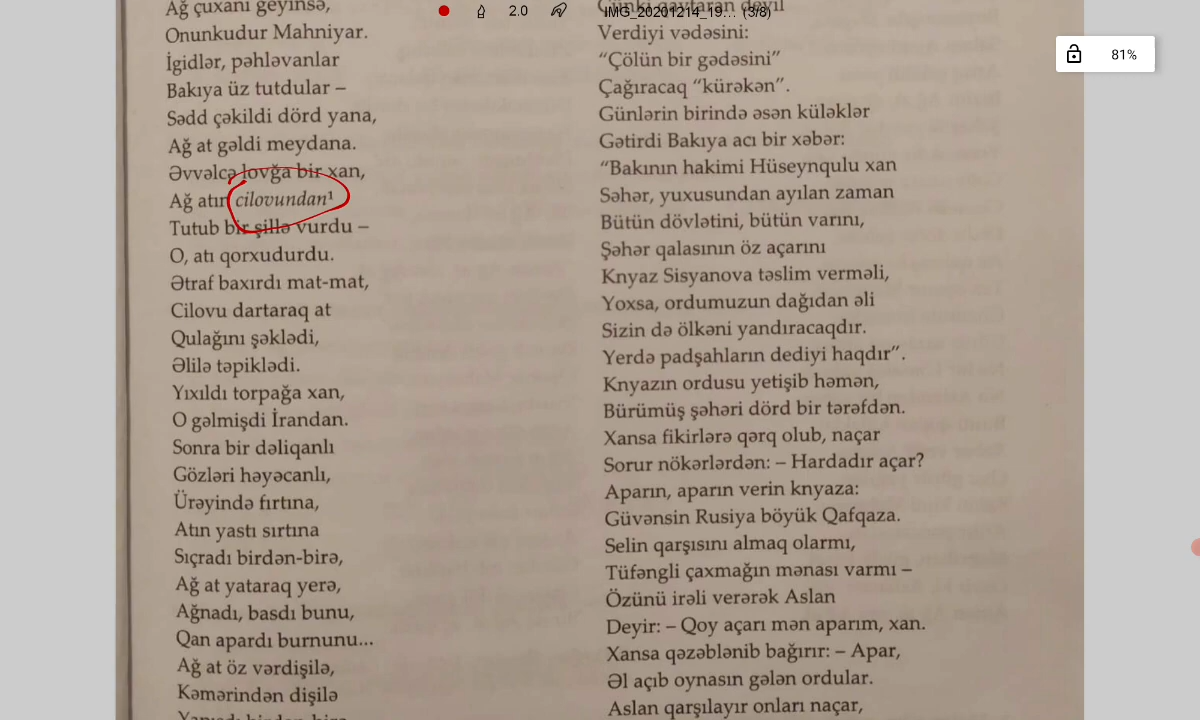 2.0
IMG_20201214_19... (3/8)
81%
Ağ çuxanı geyinsə,
Onunkudur Mahniyar.
İgidlər, pəhləvanlar
Bakıya üz tutdular –
Sədd çəkildi dörd yana,
Ağ at gəldi meydana.
Əvvəlcə lovğa bir xan,
Ağ atın cilovundan¹
Tutub bir şillə vurdu –
O, atı qorxudurdu.
Ətraf baxırdı mat-mat,
Cilovu dartaraq at
Qulağını şəklədi,
Əlilə təpiklədi.
Yıxıldı torpağa xan,
O gəlmişdi İrandan.
Sonra bir dəliqanlı
Gözləri həyəcanlı,
Ürəyində fırtına,
Atın yastı sırtına
Sıçradı birdən-birə,
Ağ at yataraq yerə,
Ağnadı, basdı bunu,
Qan apardı burnunu...
Ağ at öz vərdişilə,
Kəmərindən dişilə
Çünki qaytaran deyil
Verdiyi vədəsini:
“Çölün bir gədəsini”
Çağıracaq “kürəkən”.
Günlərin birində əsən küləklər
Gətirdi Bakıya acı bir xəbər:
“Bakının hakimi Hüseynqulu xan
Səhər, yuxusundan ayılan zaman
Bütün dövlətini, bütün varını,
Şəhər qalasının öz açarını
Knyaz Sisyanova təslim verməli,
Yoxsa, ordumuzun dağıdan əli
Sizin də ölkəni yandıracaqdır.
Yerdə padşahların dediyi haqdır”.
Knyazın ordusu yetişib həmən,
Bürümüş şəhəri dörd bir tərəfdən.
Xansa fikirlərə qərq olub, naçar
Sorur nökərlərdən: – Hardadır açar?
Aparın, aparın verin knyaza:
Güvənsin Rusiya böyük Qafqaza.
Selin qarşısını almaq olarmı,
Tüfəngli çaxmağın mənası varmı –
Özünü irəli verərək Aslan
Deyir: – Qoy açarı mən aparım, xan.
Xansa qəzəblənib bağırır: – Apar,
Əl açıb oynasın gələn ordular.
Aslan qarşılayır onları naçar,